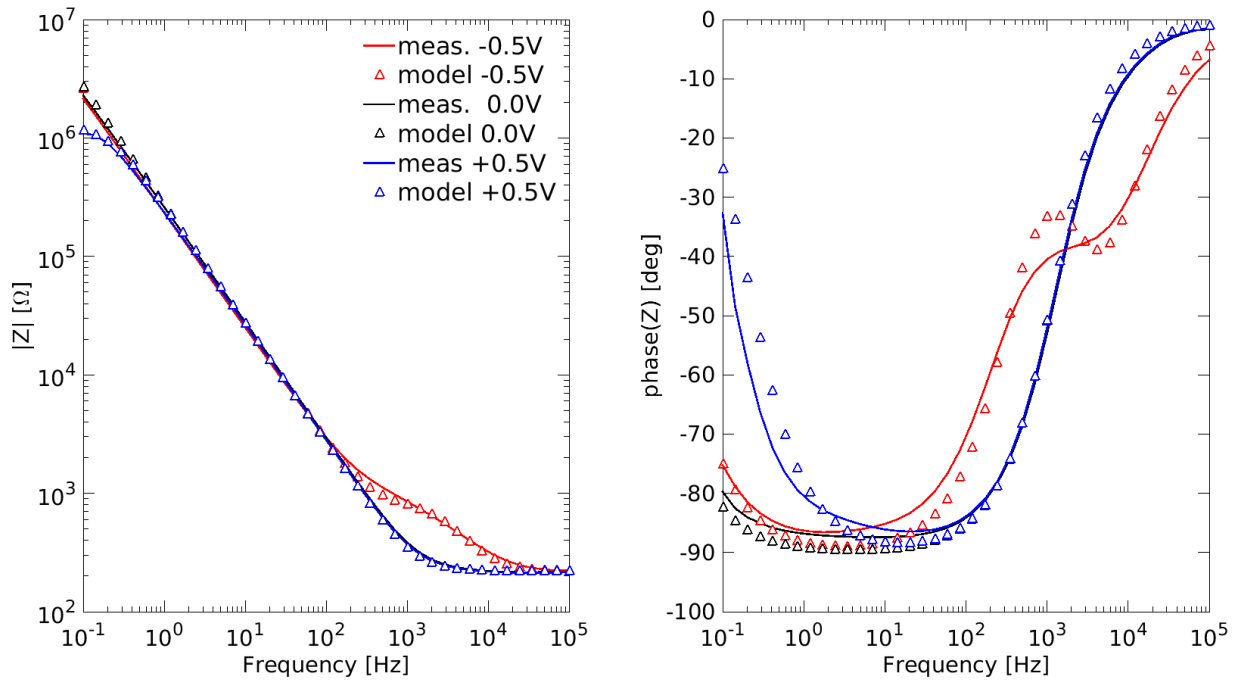 10^7
10^6
10^5
10^4
10^3
10^2
|Z| [Ω]
meas. -0.5V
model -0.5V
meas. 0.0V
model 0.0V
meas +0.5V
model +0.5V
10^-1 10^0 10^1 10^2 10^3 10^4 10^5
Frequency [Hz]
0
-10
-20
-30
-40
-50
-60
-70
-80
-90
-100
phase(Z) [deg]
10^-1 10^0 10^1 10^2 10^3 10^4 10^5
Frequency [Hz]